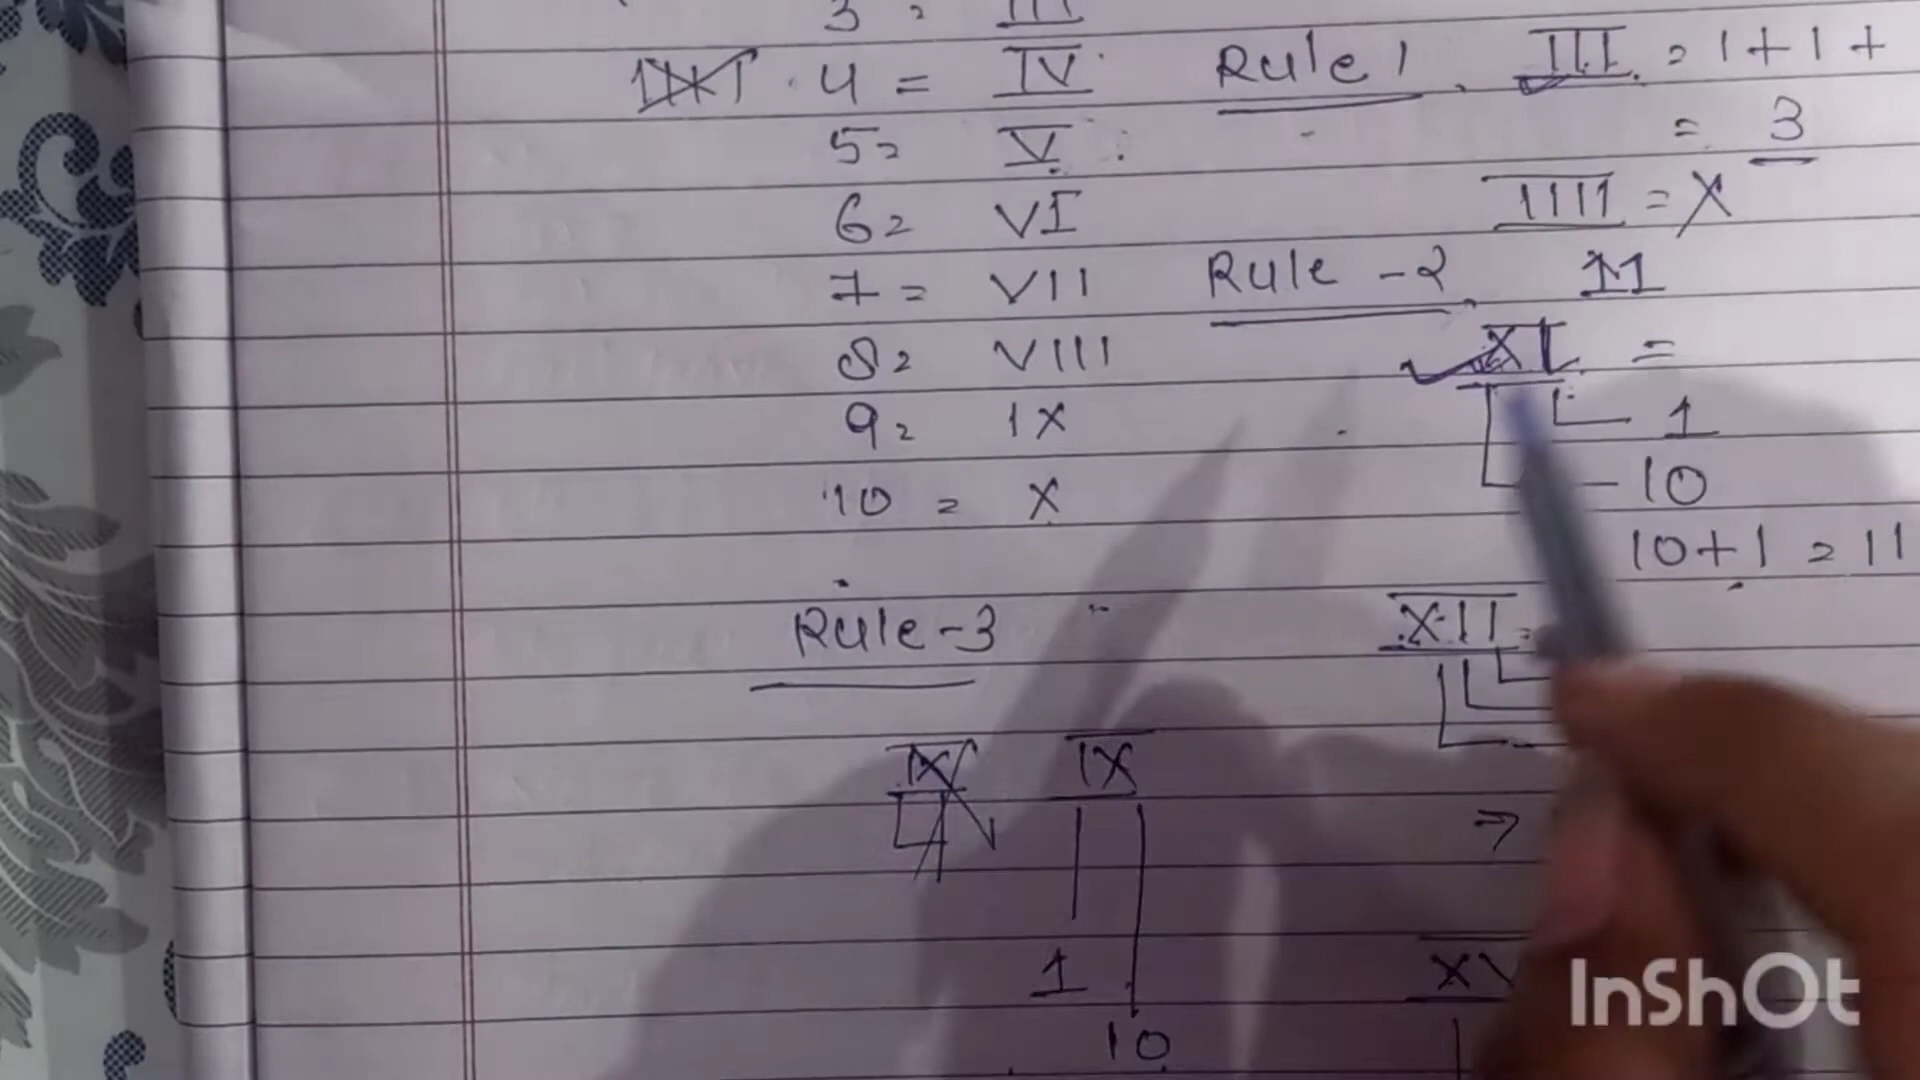 3 = III
IIII 4 = IV
5 = V
6 = VI
7 = VII
8 = VIII
9 = IX
10 = X
Rule 1. III = 1+1+
= 3
IIII = X
Rule-2. 11
XI =
1
10
10+1 = 11
XII =
Rule-3
IX IX
1
10
⇒
XV
InShOt